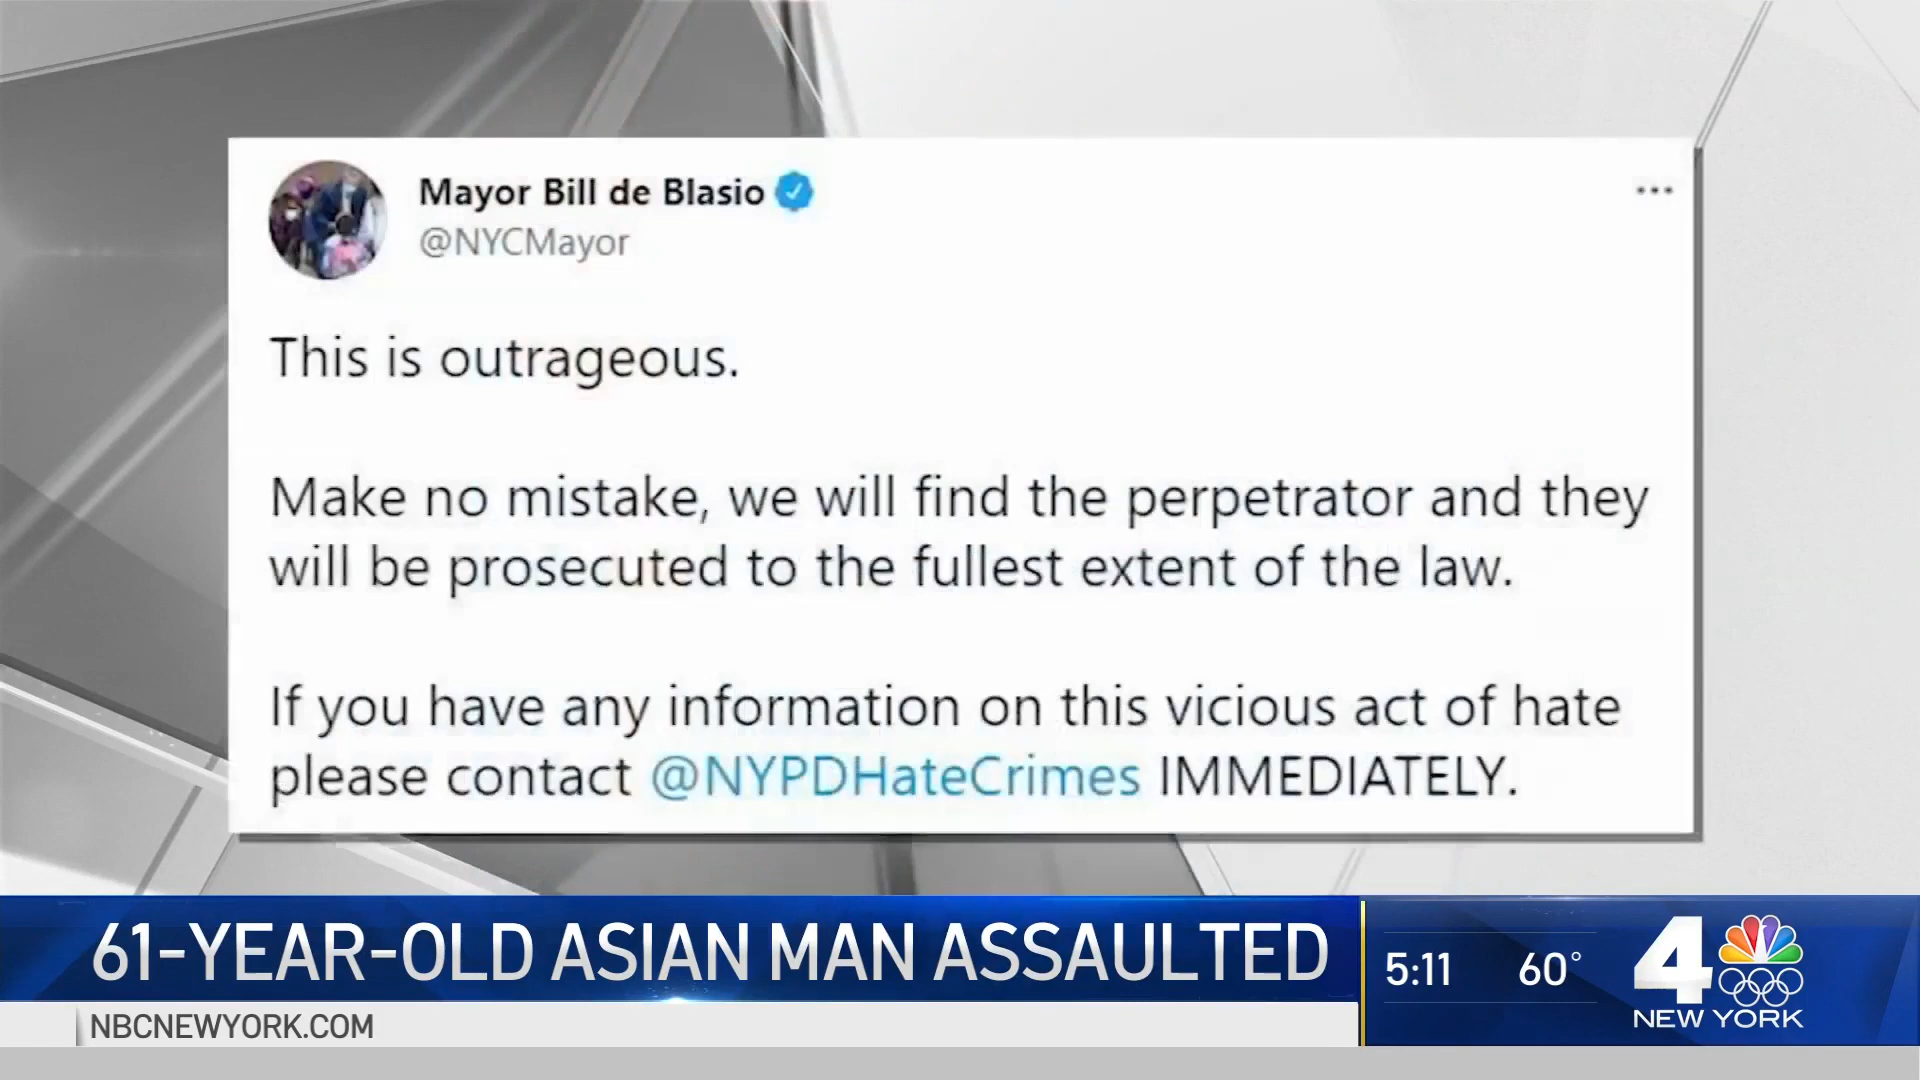 Mayor Bill de Blasio
@NYCMayor
This is outrageous.
Make no mistake, we will find the perpetrator and they
will be prosecuted to the fullest extent of the law.
If you have any information on this vicious act of hate
please contact @NYPDHateCrimes IMMEDIATELY.
61-YEAR-OLD ASIAN MAN ASSAULTED
5:11 60°
4
NEW YORK
NBCNEWYORK.COM